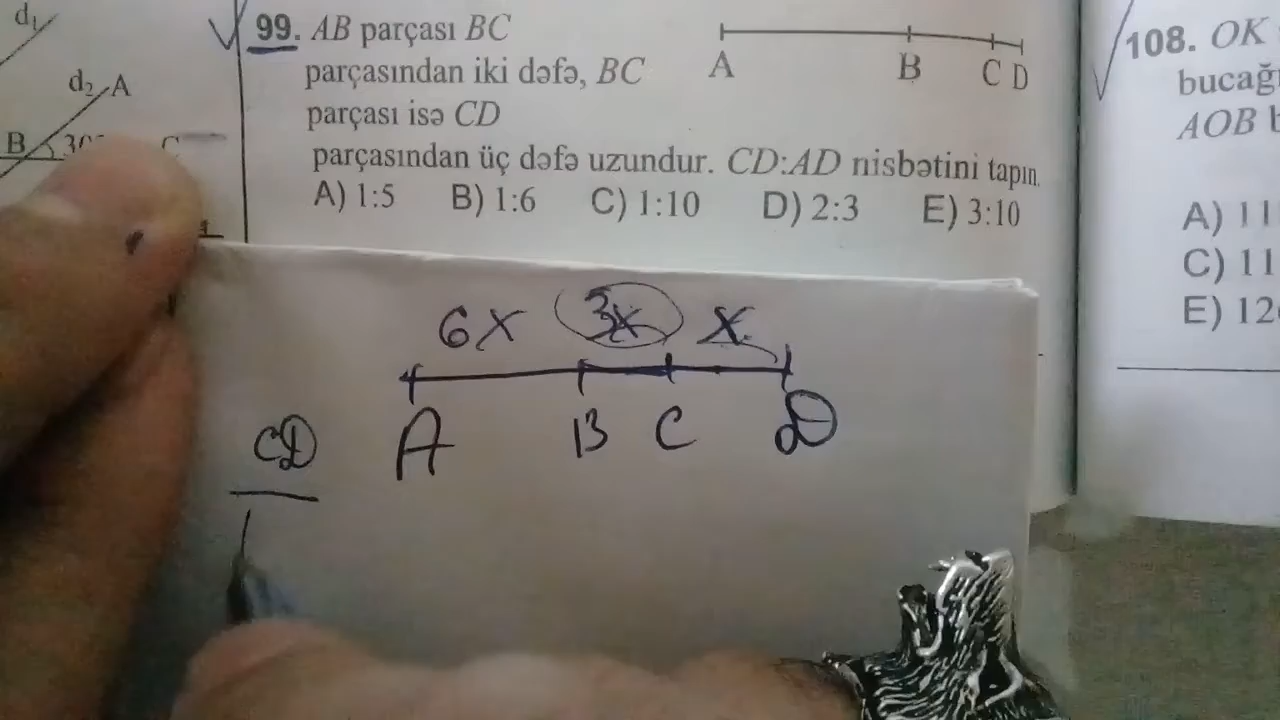 d₁
d₂ A
B 30° C
99. AB parçası BC
parçasından iki dəfə, BC
parçası isə CD
parçasından üç dəfə uzundur. CD:AD nisbətini tapın.
A) 1:5 B) 1:6 C) 1:10 D) 2:3 E) 3:10
A B C D
6x 3x x
A B C D
CD
108. OK
bucağı
AOB b
A) 11
C) 11
E) 12